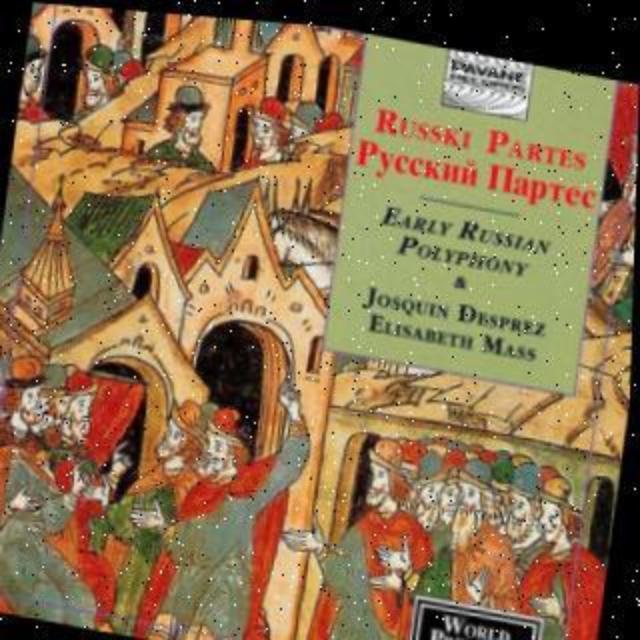 PAVANE
RUSSKI PARTES
Русский Партес
EARLY RUSSIAN
POLYPHONY
&
JOSQUIN DESPREZ
ELISABETH MASS
WORLD